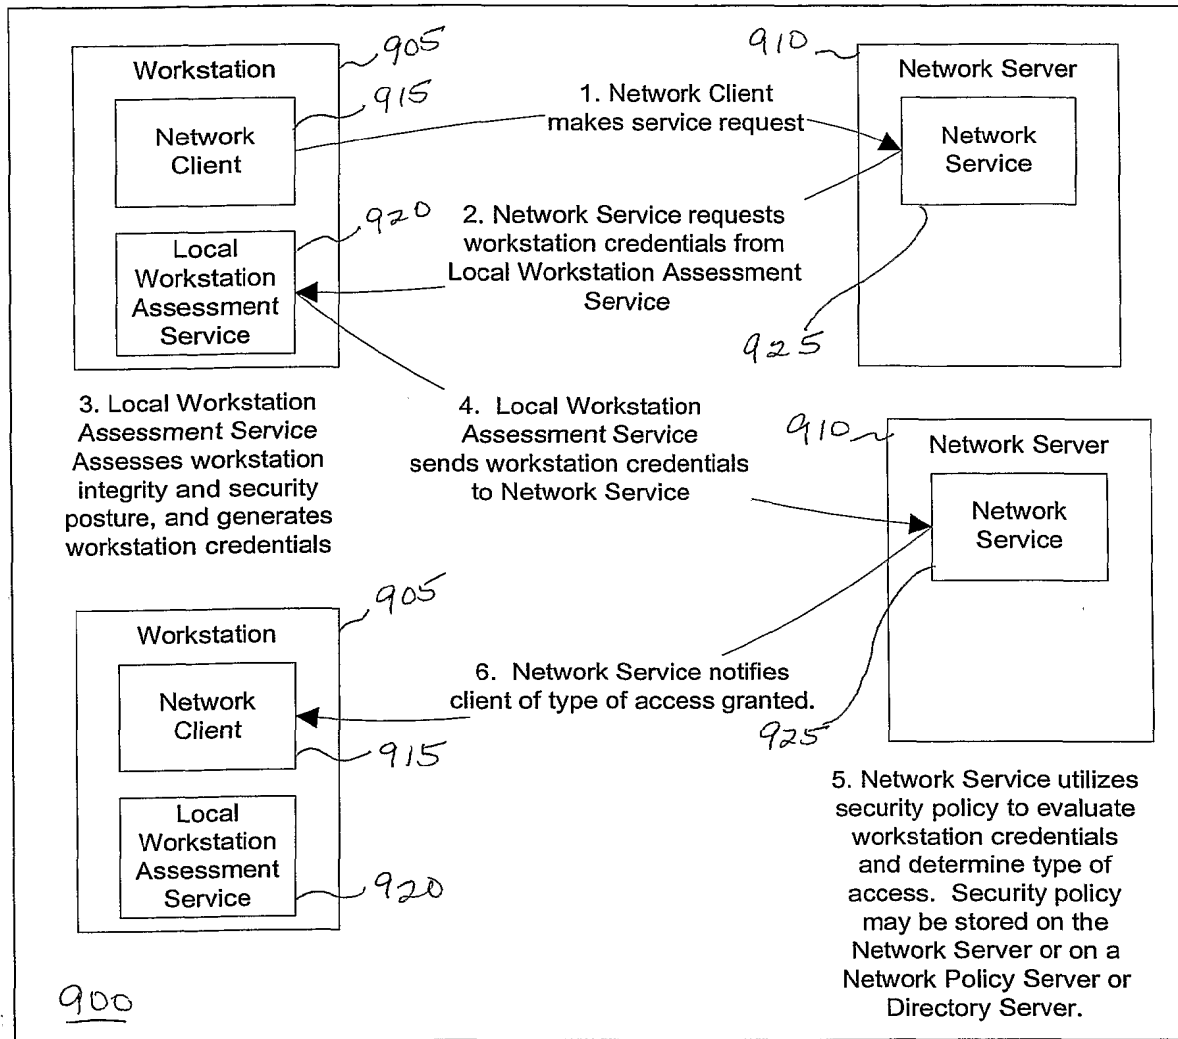 905
Workstation
915
Network
Client
920
Local
Workstation
Assessment
Service
1. Network Client
makes service request
910
Network Server
Network
Service
925
2. Network Service requests
workstation credentials from
Local Workstation Assessment
Service
3. Local Workstation
Assessment Service
Assesses workstation
integrity and security
posture, and generates
workstation credentials
4. Local Workstation
Assessment Service
sends workstation credentials
to Network Service
910
Network Server
Network
Service
925
905
Workstation
Network
Client
915
Local
Workstation
Assessment
Service
920
6. Network Service notifies
client of type of access granted.
5. Network Service utilizes
security policy to evaluate
workstation credentials
and determine type of
access. Security policy
may be stored on the
Network Server or on a
Network Policy Server or
Directory Server.
900